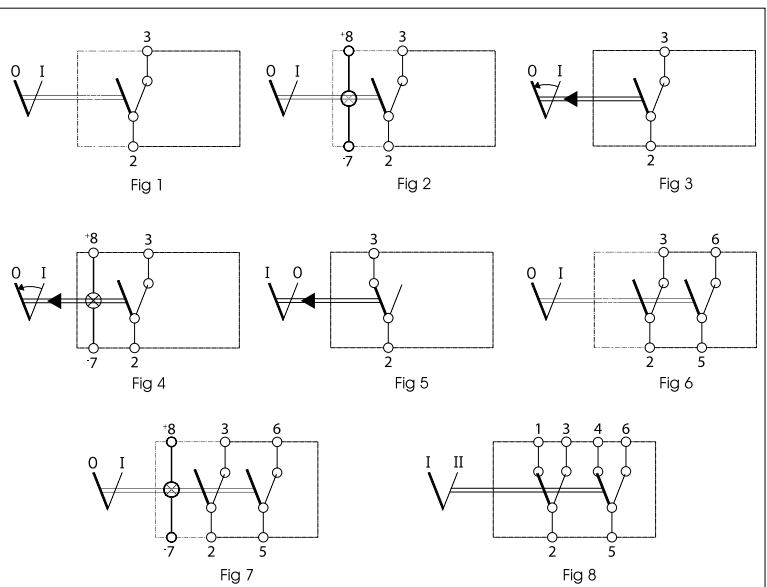 3
+8 3
3
0 I
0 I
0 I
2
-7 2
2
Fig 1
Fig 2
Fig 3
+8 3
3
3 6
0 I
I 0
0 I
-7 2
2
2 5
Fig 4
Fig 5
Fig 6
+8 3 6
1 3 4 6
0 I
I II
-7 2 5
2 5
Fig 7
Fig 8